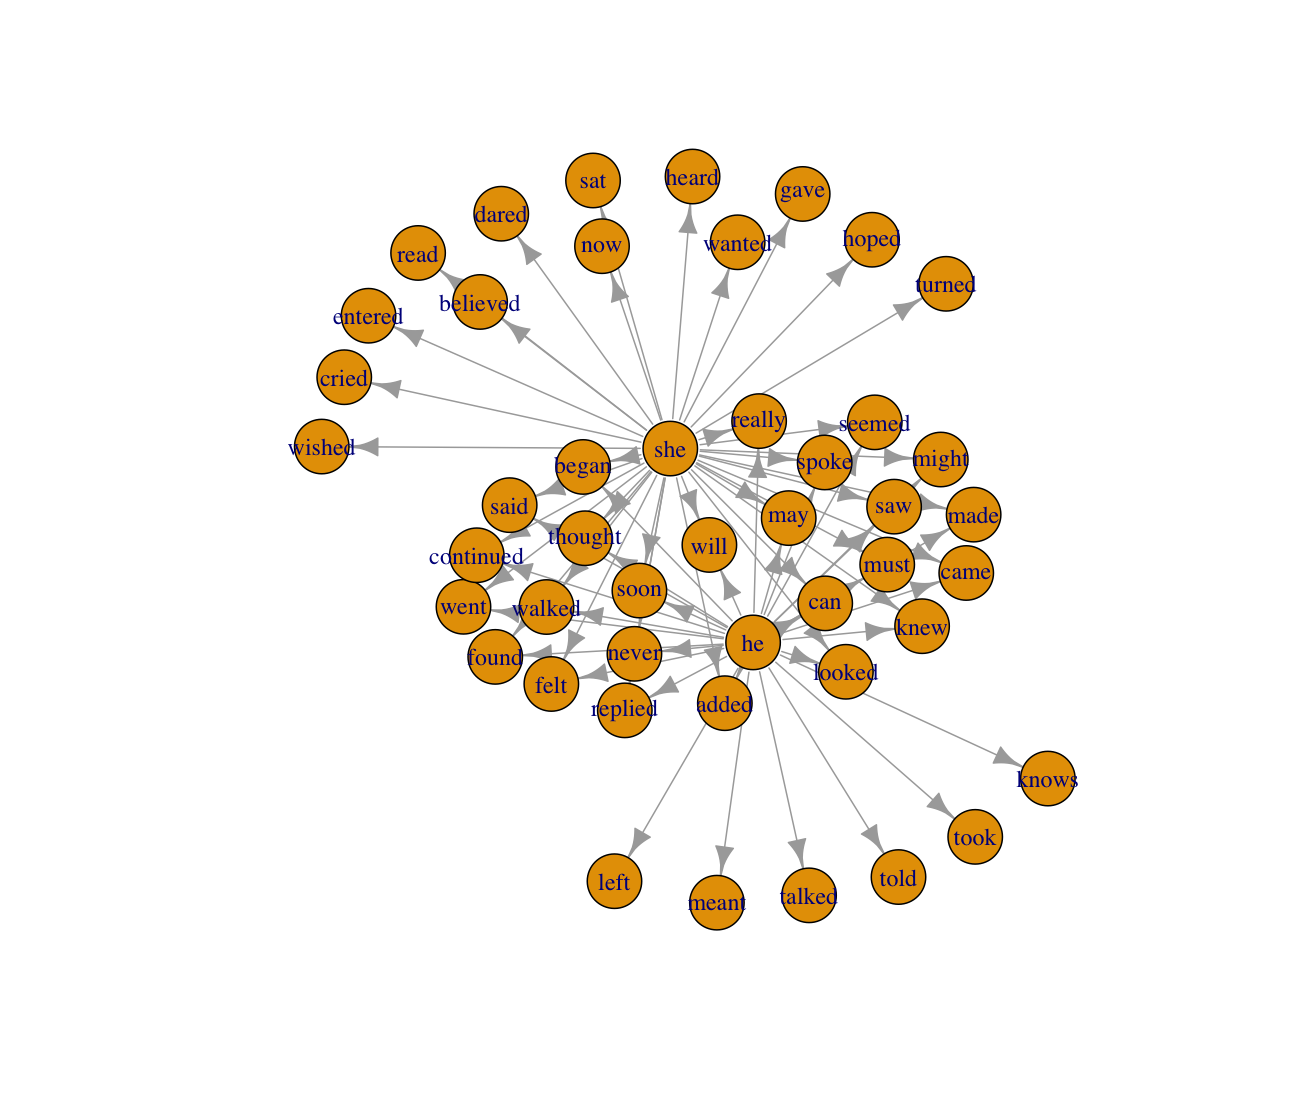 heard
sat
gave
dared
hoped
wanted
now
read
turned
believed
entered
cried
really
seemed
wished
she
might
spoke
began
said
saw
may
made
thought
will
continued
must
came
soon
can
went
walked
knew
he
never
found
looked
felt
added
replied
knows
took
told
left
talked
meant